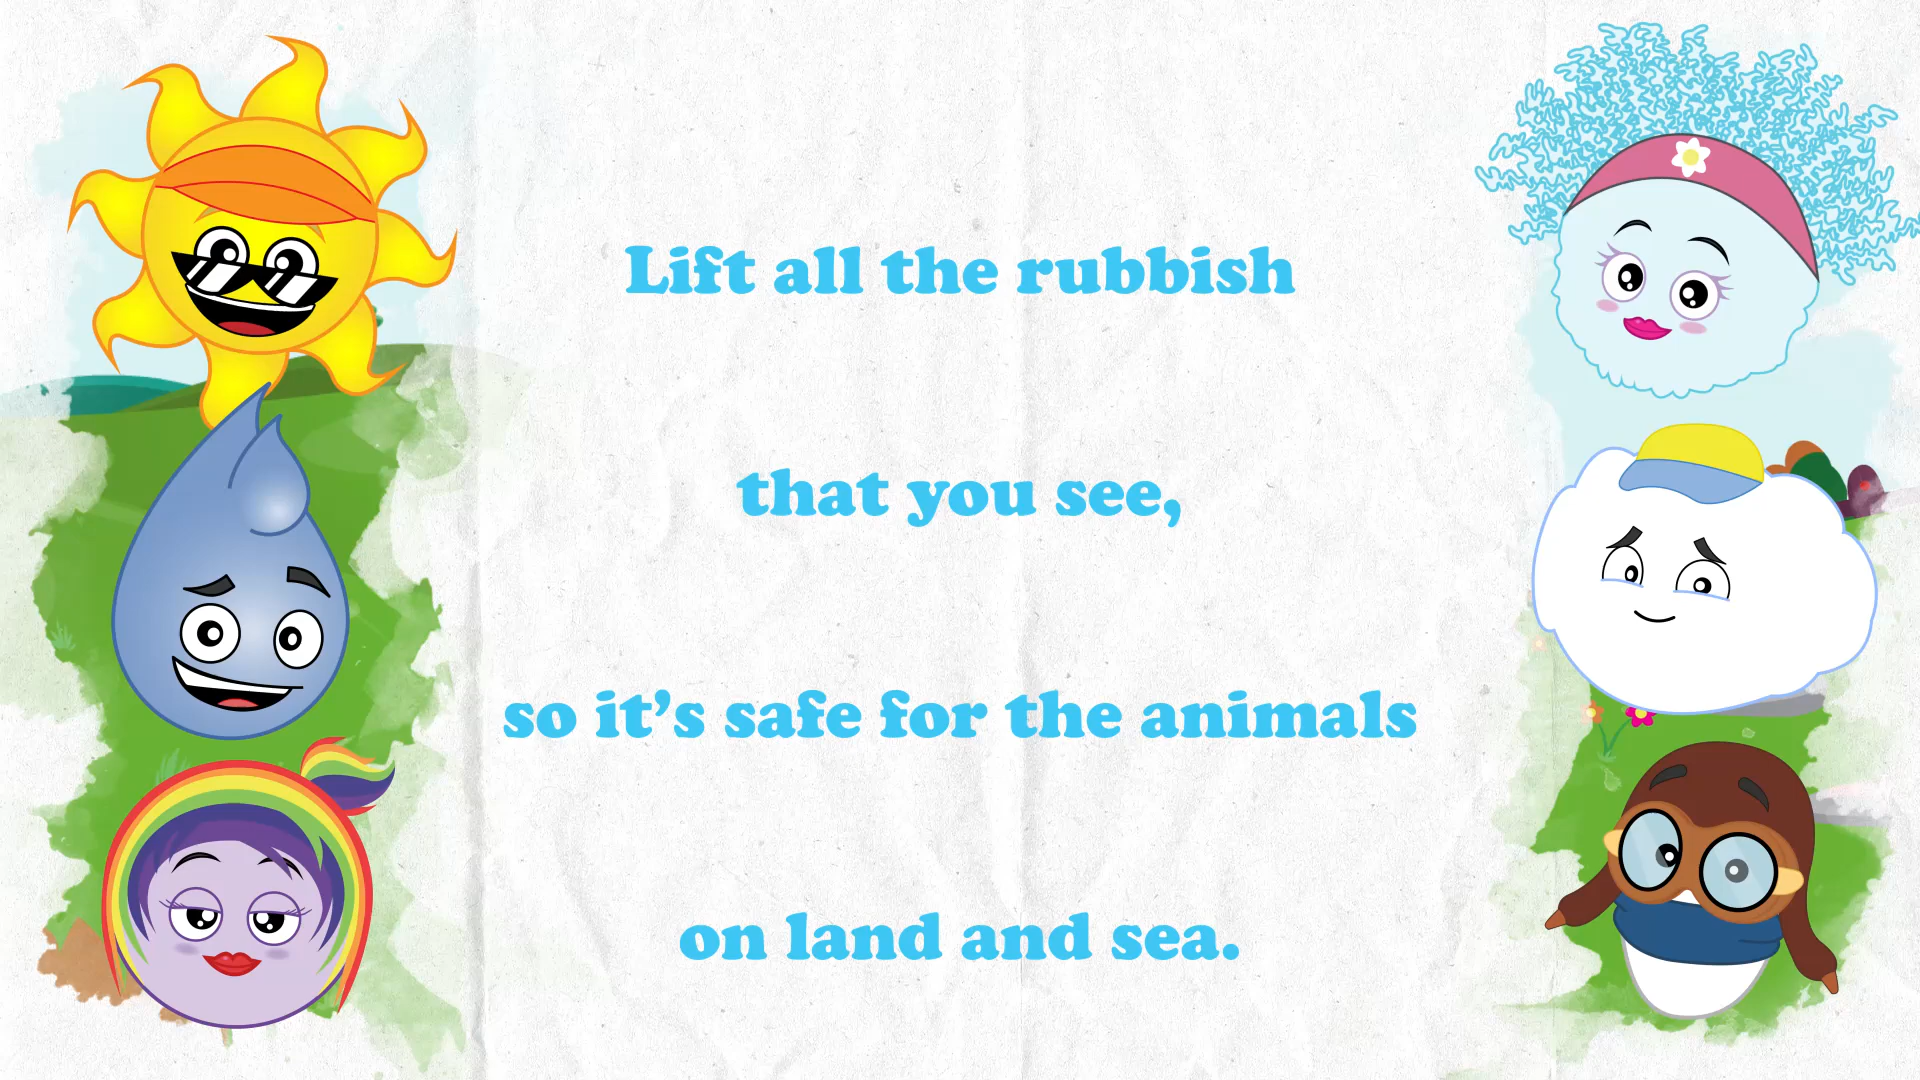 Lift all the rubbish
that you see,
so it’s safe for the animals
on land and sea.